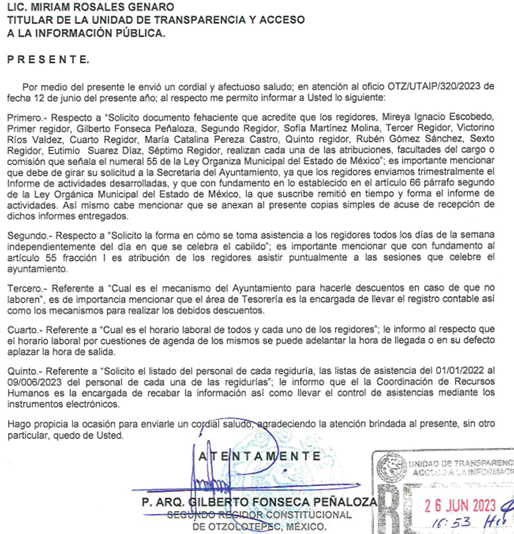 LIC. MIRIAM ROSALES GENARO
TITULAR DE LA UNIDAD DE TRANSPARENCIA Y ACCESO
A LA INFORMACIÓN PÚBLICA.
P R E S E N T E.
Por medio del presente le envió un cordial y afectuoso saludo; en atención al oficio OTZ/UTAIP/320/2023 de
fecha 12 de junio del presente año; al respecto me permito informar a Usted lo siguiente:
Primero.- Respecto a “Solicito documento fehaciente que acredite que los regidores, Mireya Ignacio Escobedo,
Primer regidor, Gilberto Fonseca Peñaloza, Segundo Regidor, Sofía Martínez Molina, Tercer Regidor, Victorino
Ríos Valdez, Cuarto Regidor, María Catalina Pereza Castro, Quinto regidor, Rubén Gómez Sánchez, Sexto
Regidor, Eutimio Suarez Díaz, Séptimo Regidor, realizan cada una de las atribuciones, facultades del cargo o
comisión que señala el numeral 55 de la Ley Organiza Municipal del Estado de México”; es importante mencionar
que debe de girar su solicitud a la Secretaria del Ayuntamiento, ya que los regidores enviamos trimestralmente el
Informe de actividades desarrolladas, y que con fundamento en lo establecido en el artículo 66 párrafo segundo
de la Ley Orgánica Municipal del Estado de México, la que suscribe remitió en tiempo y forma el informe de
actividades. Así mismo cabe mencionar que se anexan al presente copias simples de acuse de recepción de
dichos informes entregados.
Segundo.- Respecto a “Solicito la forma en cómo se toma asistencia a los regidores todos los días de la semana
independientemente del día en que se celebra el cabildo”; es importante mencionar que con fundamento al
artículo 55 fracción I es atribución de los regidores asistir puntualmente a las sesiones que celebre el
ayuntamiento.
Tercero.- Referente a “Cual es el mecanismo del Ayuntamiento para hacerle descuentos en caso de que no
laboren”, es de importancia mencionar que el área de Tesorería es la encargada de llevar el registro contable así
como los mecanismos para realizar los debidos descuentos.
Cuarto.- Referente a “Cual es el horario laboral de todos y cada uno de los regidores”; le informo al respecto que
el horario laboral por cuestiones de agenda de los mismos se puede adelantar la hora de llegada o en su defecto
aplazar la hora de salida.
Quinto.- Referente a “Solicito el listado del personal de cada regiduría, las listas de asistencia del 01/01/2022 al
09/006/2023 del personal de cada una de las regidurías”; le informo que la Coordinación de Recursos
Humanos es la encargada de recabar la información así como llevar el control de asistencias mediante los
instrumentos electrónicos.
Hago propicia la ocasión para enviarle un cordial saludo, agradeciendo la atención brindada al presente, sin otro
particular, quedo de Usted.
A T E N T A M E N T E
P. ARQ. GILBERTO FONSECA PEÑALOZA
SEGUNDO REGIDOR CONSTITUCIONAL
DE OTZOLOTEPEC, MÉXICO.
UNIDAD DE TRANSPARENC
ACCESO A LA INFORMACI
26 JUN 2023
16:53